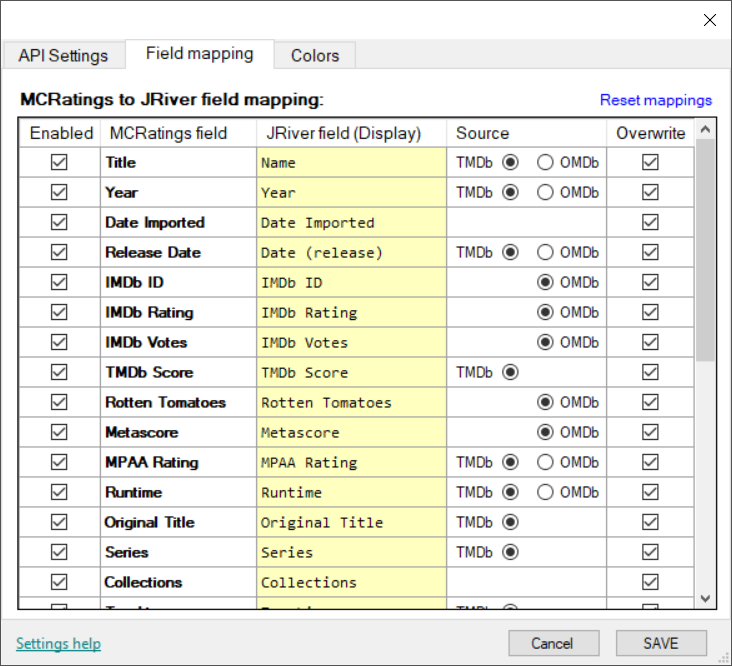 API Settings Field mapping Colors
MCRatings to JRiver field mapping: Reset mappings
Enabled MCRatings field JRiver field (Display) Source Overwrite
Title Name TMDb OMDb
Year Year TMDb OMDb
Date Imported Date Imported
Release Date Date (release) TMDb OMDb
IMDb ID IMDb ID OMDb
IMDb Rating IMDb Rating OMDb
IMDb Votes IMDb Votes OMDb
TMDb Score TMDb Score TMDb
Rotten Tomatoes Rotten Tomatoes OMDb
Metascore Metascore OMDb
MPAA Rating MPAA Rating TMDb OMDb
Runtime Runtime TMDb OMDb
Original Title Original Title TMDb
Series Series TMDb
Collections Collections
Settings help Cancel SAVE